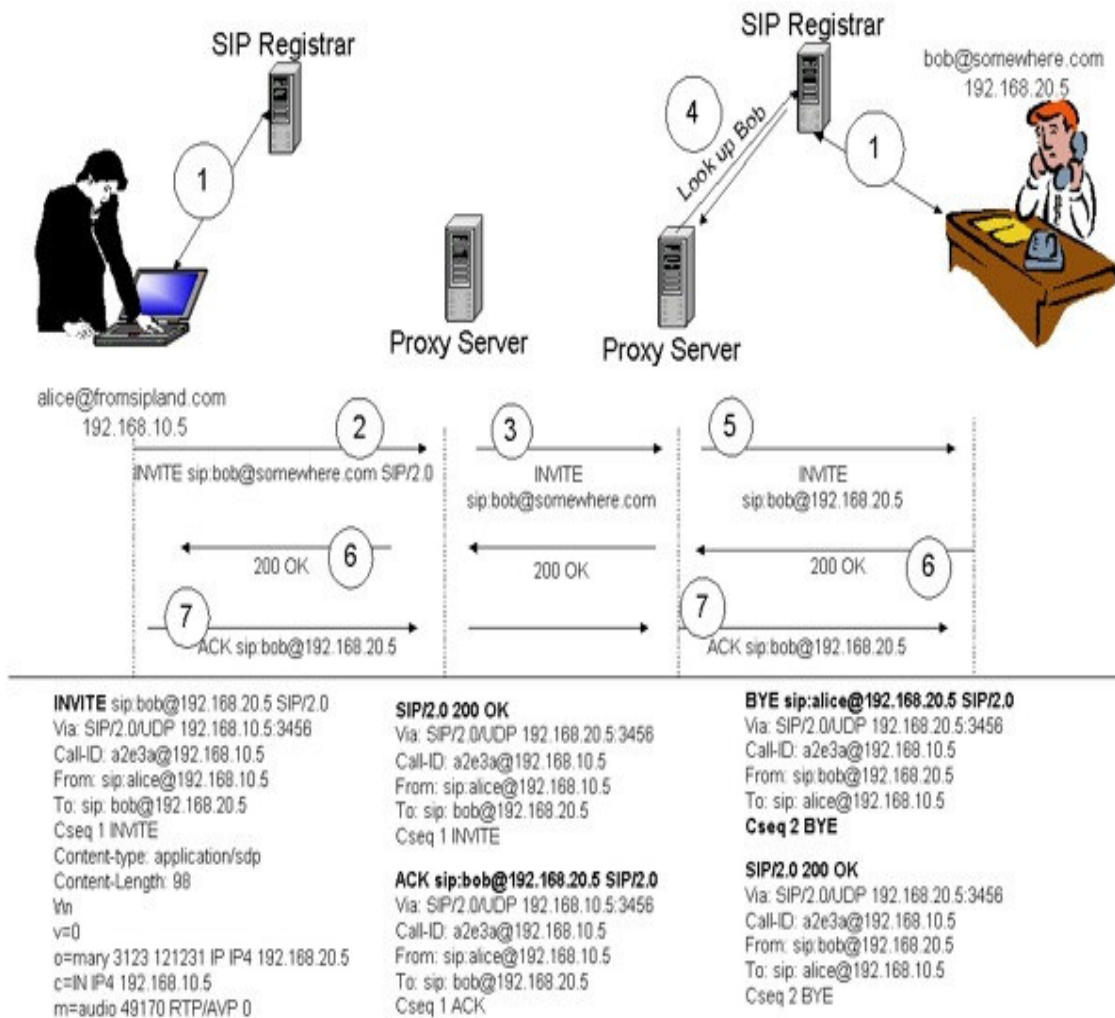 SIP Registrar
SIP Registrar
bob@somewhere.com
192.168.20.5
1
4
Look up Bob
1
Proxy Server
Proxy Server
alice@fromsipland.com
192.168.10.5
2
3
5
INVITE sip:bob@somewhere.com SIP/2.0
INVITE
sip:bob@somewhere.com
INVITE
sip:bob@192.168.20.5
6
200 OK
200 OK
200 OK
6
7
ACK sip:bob@192.168.20.5
7
ACK sip:bob@192.168.20.5
INVITE sip:bob@192.168.20.5 SIP/2.0
Via: SIP/2.0/UDP 192.168.10.5:3456
Call-ID: a2e3a@192.168.10.5
From: sip:alice@192.168.10.5
To: sip: bob@192.168.20.5
Cseq 1 INVITE
Content-type: application/sdp
Content-Length: 98
v=0
o=mary 3123 121231 IP IP4 192.168.20.5
c=IN IP4 192.168.10.5
m=audio 49170 RTP/AVP 0
SIP/2.0 200 OK
Via: SIP/2.0/UDP 192.168.20.5:3456
Call-ID: a2e3a@192.168.10.5
From: sip:alice@192.168.10.5
To: sip: bob@192.168.20.5
Cseq 1 INVITE
ACK sip:bob@192.168.20.5 SIP/2.0
Via: SIP/2.0/UDP 192.168.10.5:3456
Call-ID: a2e3a@192.168.10.5
From: sip:alice@192.168.10.5
To: sip: bob@192.168.20.5
Cseq 1 ACK
BYE sip:alice@192.168.20.5 SIP/2.0
Via: SIP/2.0/UDP 192.168.20.5:3456
Call-ID: a2e3a@192.168.10.5
From: sip:bob@192.168.20.5
To: sip: alice@192.168.10.5
Cseq 2 BYE
SIP/2.0 200 OK
Via: SIP/2.0/UDP 192.168.20.5:3456
Call-ID: a2e3a@192.168.10.5
From: sip:bob@192.168.20.5
To: sip: alice@192.168.10.5
Cseq 2 BYE